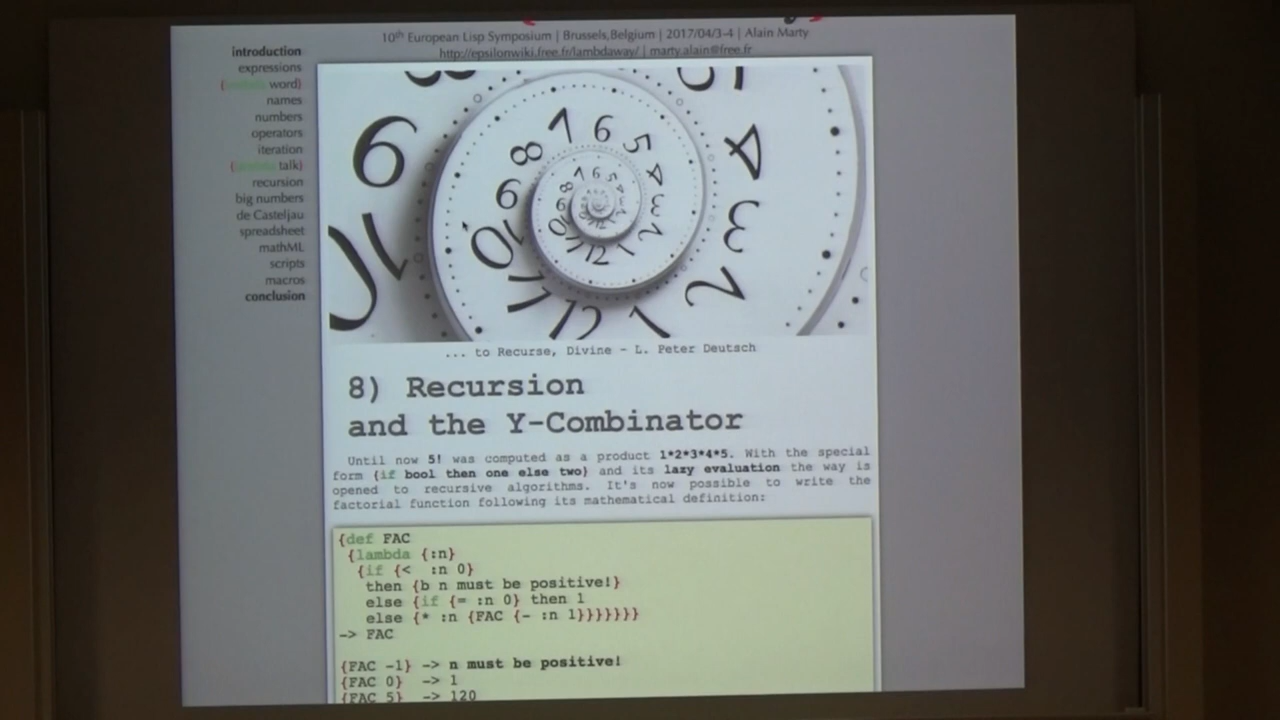 10th European Lisp Symposium | Brussels,Belgium | 2017/04/3-4 | Alain Marty
http://epsilonwiki.free.fr/lambdaway/ | marty.alain@free.fr
introduction
expressions
(lambda word)
names
numbers
operators
iteration
(lambda talk)
recursion
big numbers
de Casteljau
spreadsheet
mathML
scripts
macros
conclusion
... to Recurse, Divine - L. Peter Deutsch
8) Recursion
and the Y-Combinator
Until now 5! was computed as a product 1*2*3*4*5. With the special
form {if bool then one else two} and its lazy evaluation the way is
opened to recursive algorithms. It's now possible to write the
factorial function following its mathematical definition:
{def FAC
{lambda {:n}
{if {< :n 0}
then {b n must be positive!}
else {if {= :n 0} then 1
else {* :n {FAC {- :n 1}}}}}}}
-> FAC
{FAC -1} -> n must be positive!
{FAC 0} -> 1
{FAC 5} -> 120